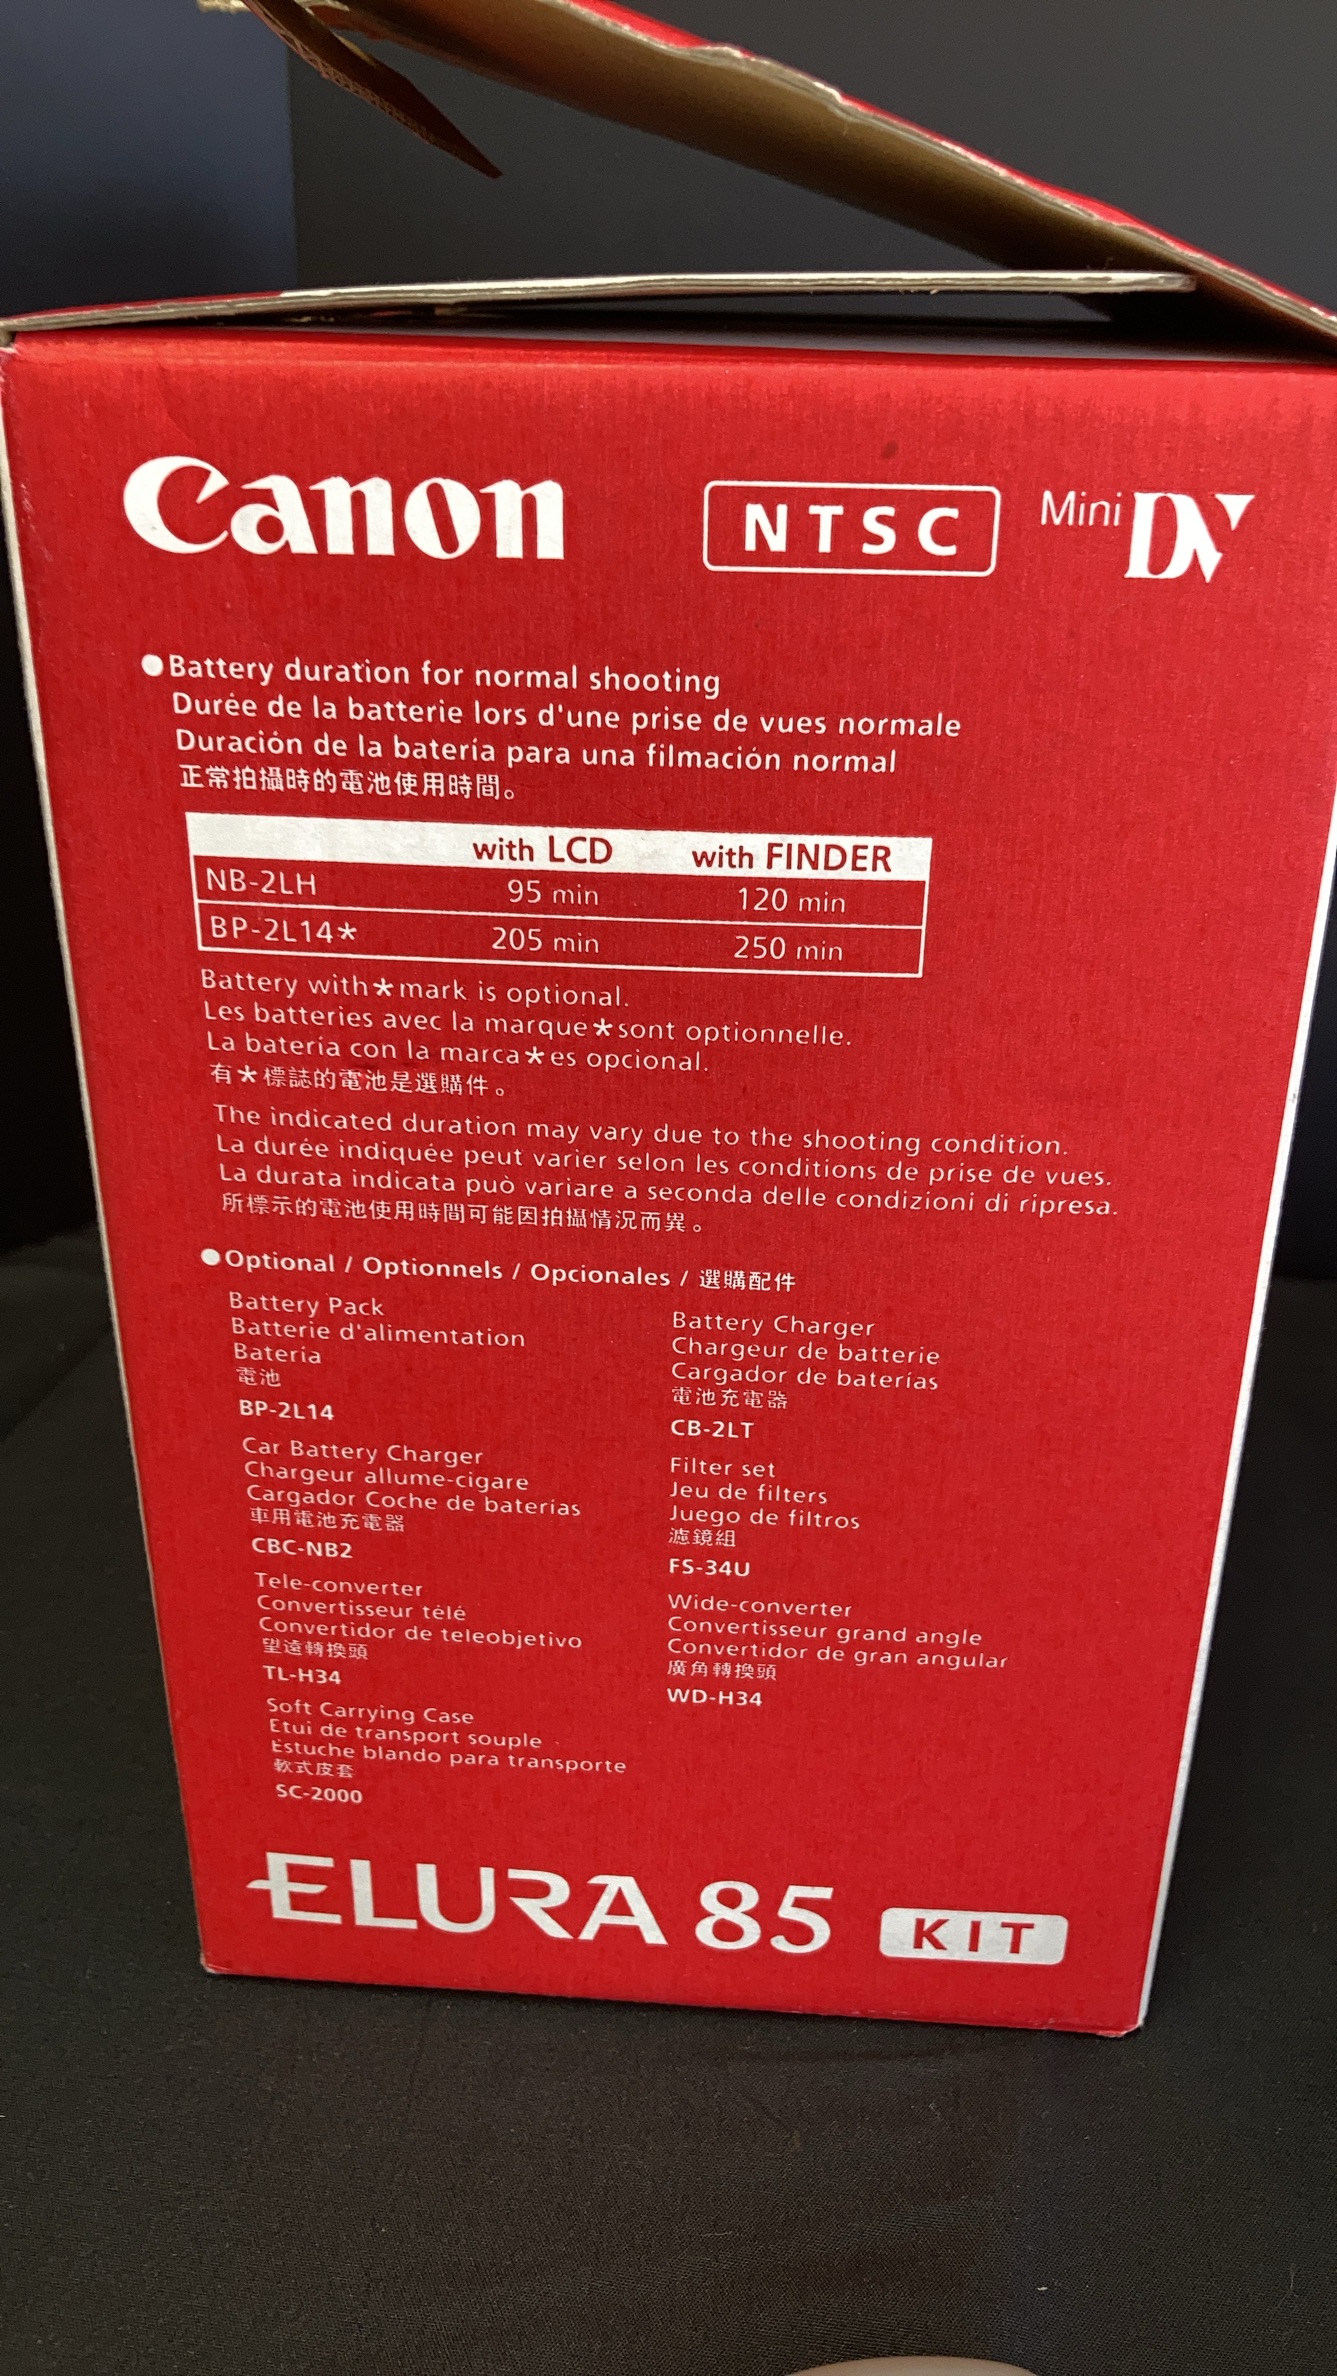 Canon
NTSC
Mini DV
●Battery duration for normal shooting
Durée de la batterie lors d'une prise de vues normale
Duración de la batería para una filmación normal
正常拍攝時的電池使用時間。
with LCD with FINDER
NB-2LH 95 min 120 min
BP-2L14* 205 min 250 min
Battery with★mark is optional.
Les batteries avec la marque★sont optionnelle.
La batería con la marca★es opcional.
有★標誌的電池是選購件。
The indicated duration may vary due to the shooting condition.
La durée indiquée peut varier selon les conditions de prise de vues.
La durata indicata può variare a seconda delle condizioni di ripresa.
所標示的電池使用時間可能因拍攝情況而異。
●Optional / Optionnels / Opcionales / 選購配件
Battery Pack
Batterie d'alimentation
Batería
電池
BP-2L14
Battery Charger
Chargeur de batterie
Cargador de baterías
電池充電器
CB-2LT
Car Battery Charger
Chargeur allume-cigare
Cargador Coche de baterías
車用電池充電器
CBC-NB2
Filter set
Jeu de filters
Juego de filtros
濾鏡組
FS-34U
Tele-converter
Convertisseur télé
Convertidor de teleobjetivo
望遠轉換頭
TL-H34
Wide-converter
Convertisseur grand angle
Convertidor de gran angular
廣角轉換頭
WD-H34
Soft Carrying Case
Etui de transport souple
Estuche blando para transporte
軟式皮套
SC-2000
ELURA 85 KIT